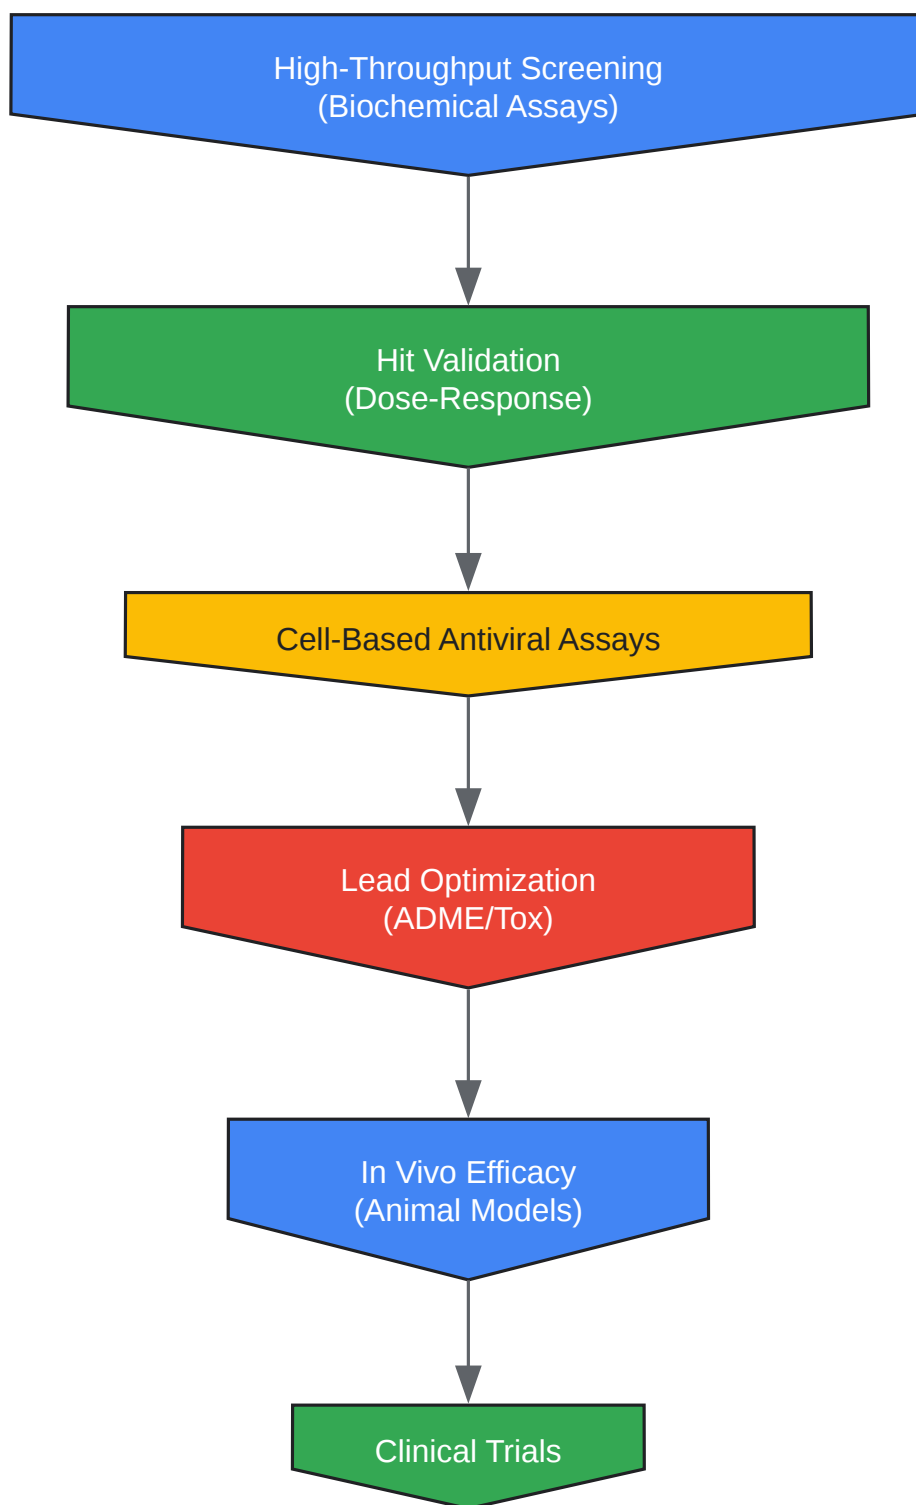 High-Throughput Screening
(Biochemical Assays)
Hit Validation
(Dose-Response)
Cell-Based Antiviral Assays
Lead Optimization
(ADME/Tox)
In Vivo Efficacy
(Animal Models)
Clinical Trials